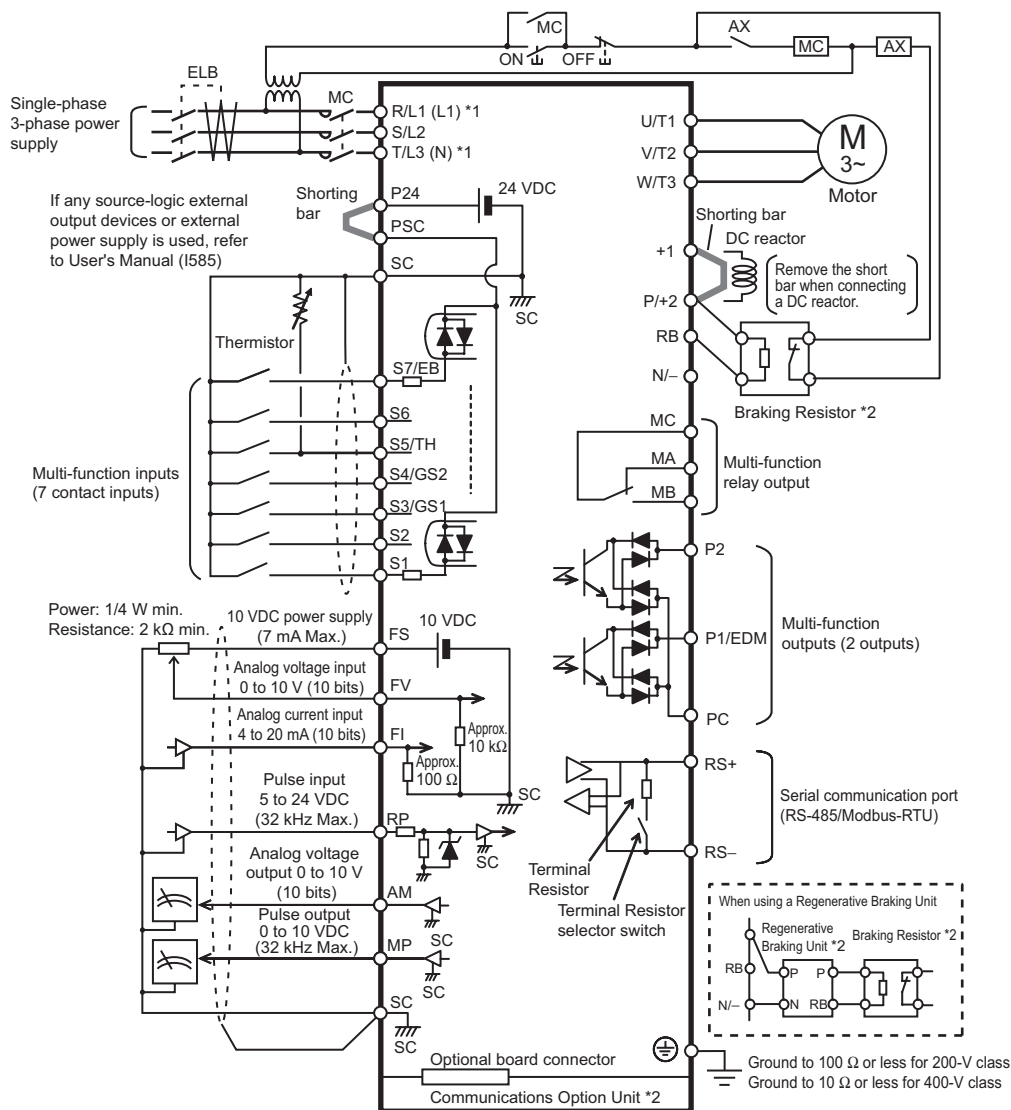 MC
ON
OFF
AX
MC
AX
ELB
MC
Single-phase
3-phase power
supply
R/L1 (L1) *1
S/L2
T/L3 (N) *1
U/T1
V/T2
W/T3
M
3~
Motor
If any source-logic external
output devices or external
power supply is used, refer
to User's Manual (I585)
Shorting
bar
P24
24 VDC
PSC
SC
SC
Shorting bar
DC reactor
+1
P/+2
Remove the short
bar when connecting
a DC reactor.
RB
N/−
Braking Resistor *2
Thermistor
S7/EB
S6
S5/TH
S4/GS2
S3/GS1
S2
S1
Multi-function inputs
(7 contact inputs)
MC
MA
MB
Multi-function
relay output
P2
P1/EDM
PC
Multi-function
outputs (2 outputs)
Power: 1/4 W min.
Resistance: 2 kΩ min.
10 VDC power supply
(7 mA Max.)
FS
10 VDC
Analog voltage input
0 to 10 V (10 bits)
FV
Analog current input
4 to 20 mA (10 bits)
FI
Approx.
10 kΩ
Approx.
100 Ω
SC
Pulse input
5 to 24 VDC
(32 kHz Max.)
RP
SC
Analog voltage
output 0 to 10 V
(10 bits)
AM
SC
Pulse output
0 to 10 VDC
(32 kHz Max.)
MP
SC
SC
SC
RS+
RS−
Serial communication port
(RS-485/Modbus-RTU)
Terminal
Resistor
Terminal Resistor
selector switch
When using a Regenerative Braking Unit
Regenerative
Braking Unit *2
Braking Resistor *2
RB
P
P
N/−
N
RB
Optional board connector
Communications Option Unit *2
Ground to 100 Ω or less for 200-V class
Ground to 10 Ω or less for 400-V class